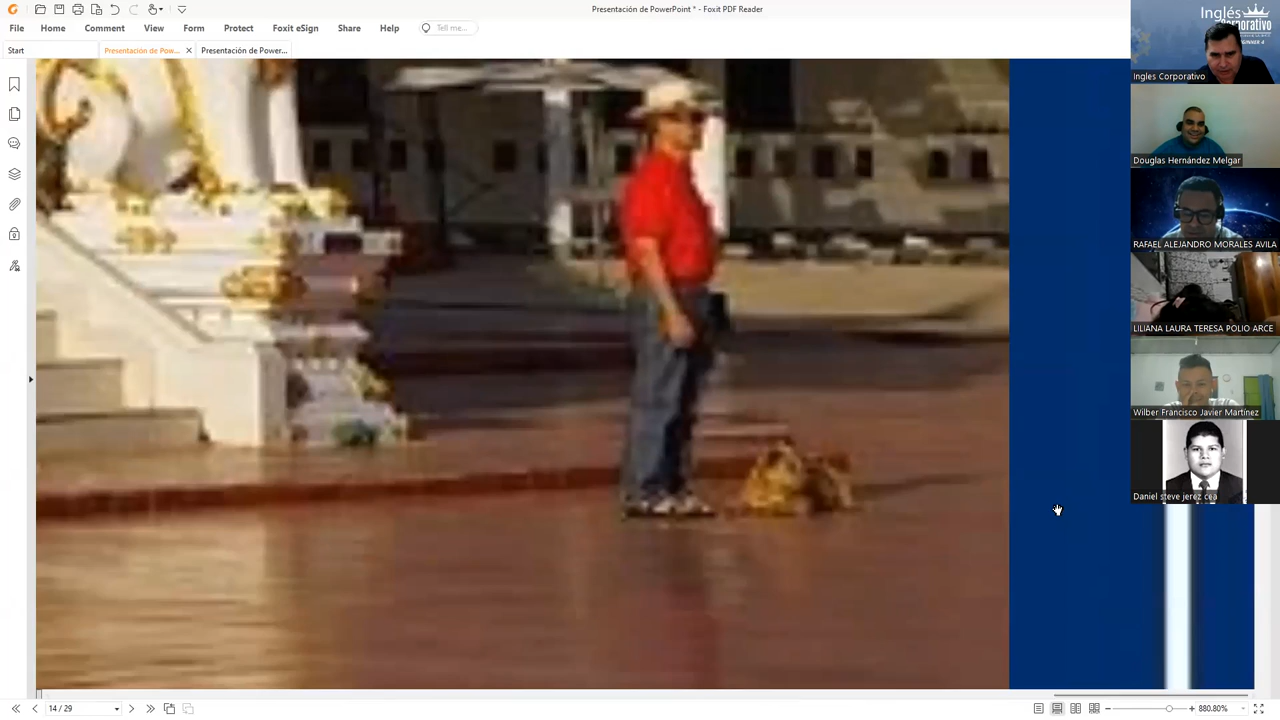 Presentación de PowerPoint * - Foxit PDF Reader
File Home Comment View Form Protect Foxit eSign Share Help Tell me...
Start
Presentación de Pow...
Presentación de Power...
Inglés
Corporativo
Ingles Corporativo
Douglas Hernández Melgar
RAFAEL ALEJANDRO MORALES AVILA
LILIANA LAURA TERESA POLIO ARCE
Wilber Francisco Javier Martínez
Daniel steve jerez cea
14 / 29
880.80%